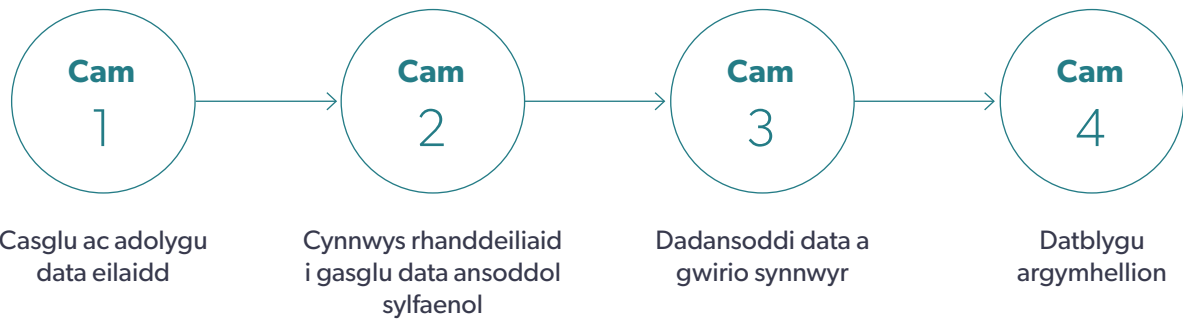 Cam
1
Cam
2
Cam
3
Cam
4
Casglu ac adolygu
data eilaidd
Cynnwys rhanddeiliaid
i gasglu data ansoddol
sylfaenol
Dadansoddi data a
gwirio synnwyr
Datblygu
argymhellion